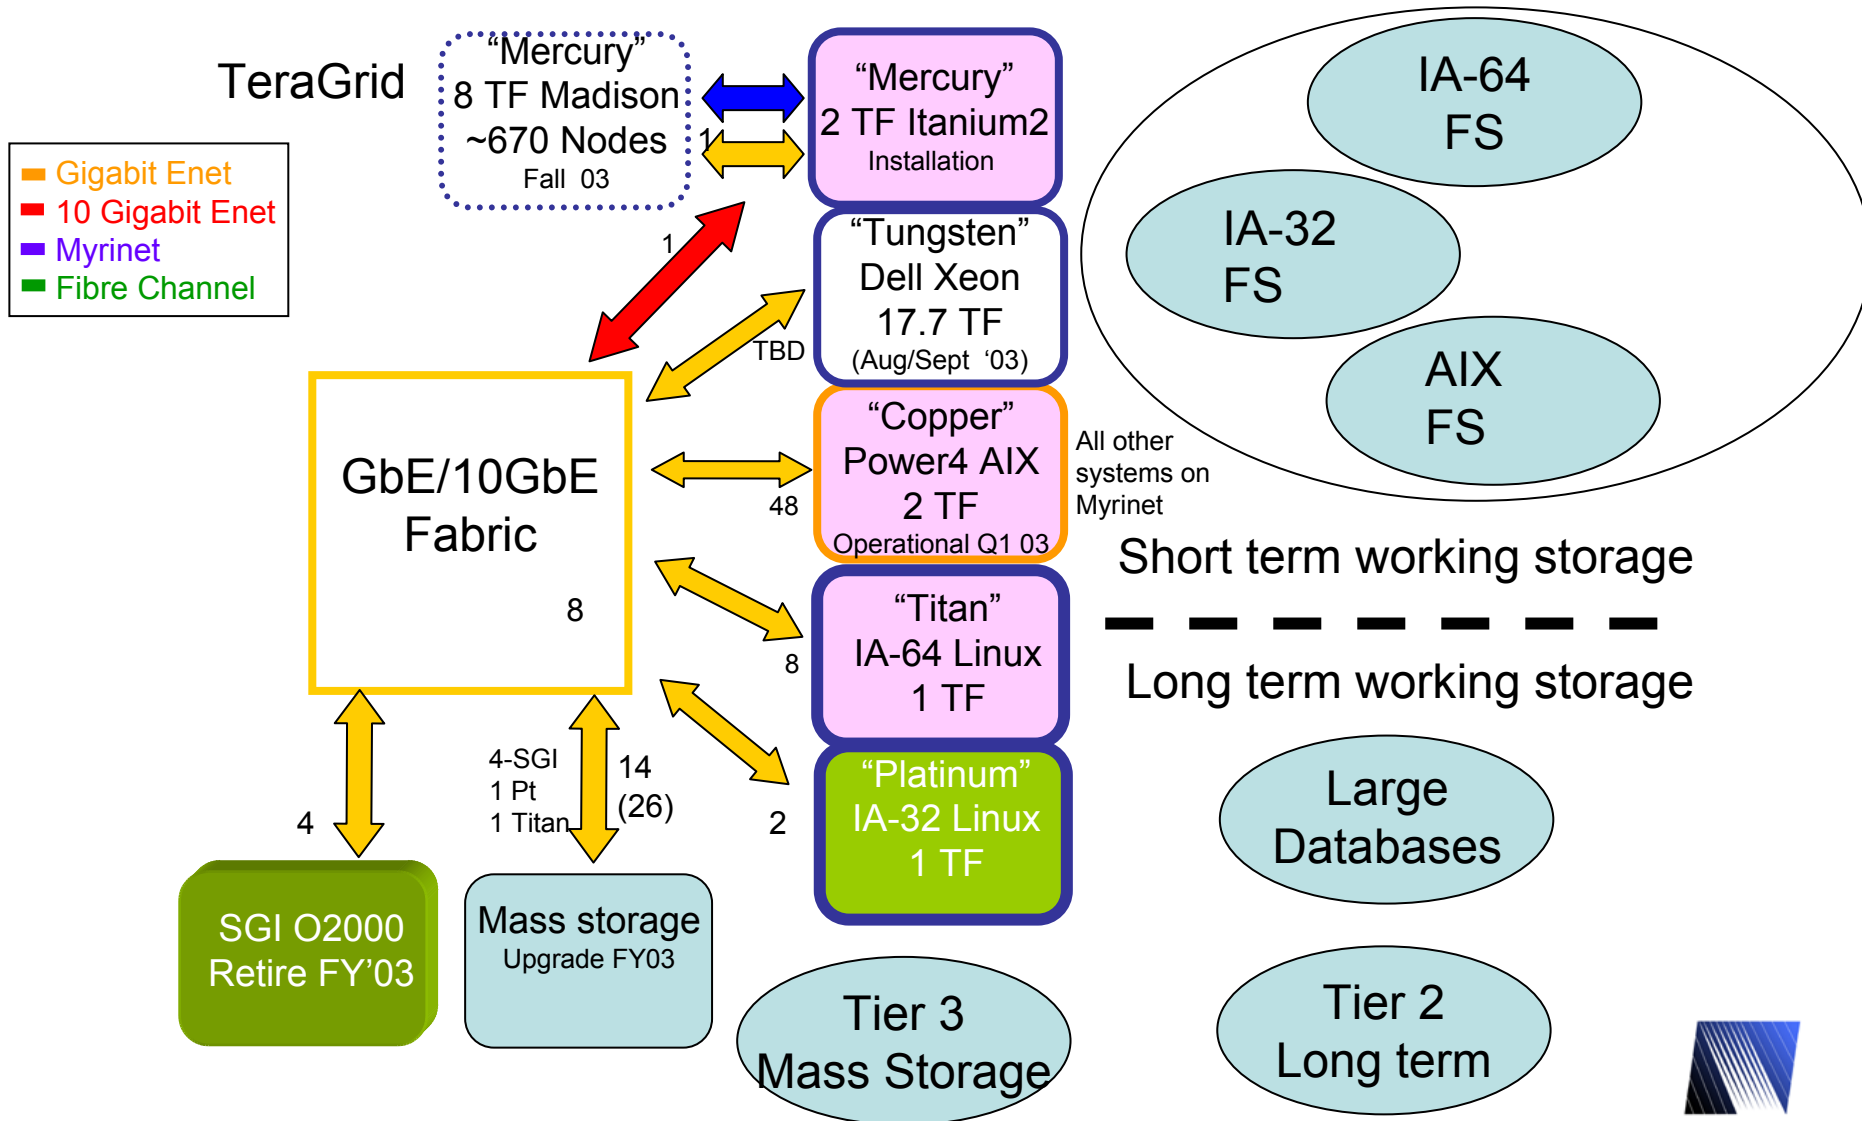 TeraGrid
“Mercury”
8 TF Madison
~670 Nodes
Fall 03
1
“Mercury”
2 TF Itanium2
Installation
IA-64
FS
IA-32
FS
AIX
FS
Gigabit Enet
10 Gigabit Enet
Myrinet
Fibre Channel
1
“Tungsten”
Dell Xeon
17.7 TF
(Aug/Sept ‘03)
TBD
GbE/10GbE
Fabric
8
“Copper”
Power4 AIX
2 TF
Operational Q1 03
48
All other
systems on
Myrinet
Short term working storage
Long term working storage
“Titan”
IA-64 Linux
1 TF
8
“Platinum”
IA-32 Linux
1 TF
2
4
4-SGI
1 Pt
1 Titan
14
(26)
SGI O2000
Retire FY’03
Mass storage
Upgrade FY03
Large
Databases
Tier 3
Mass Storage
Tier 2
Long term